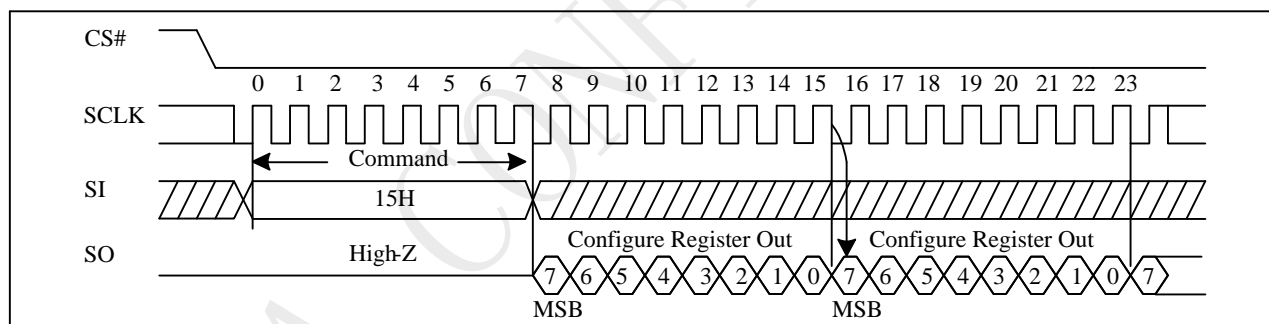 CS#
0 1 2 3 4 5 6 7 8 9 10 11 12 13 14 15 16 17 18 19 20 21 22 23
SCLK
Command
SI
15H
SO
High-Z
Configure Register Out
Configure Register Out
7 6 5 4 3 2 1 0 7 6 5 4 3 2 1 0 7
MSB
MSB